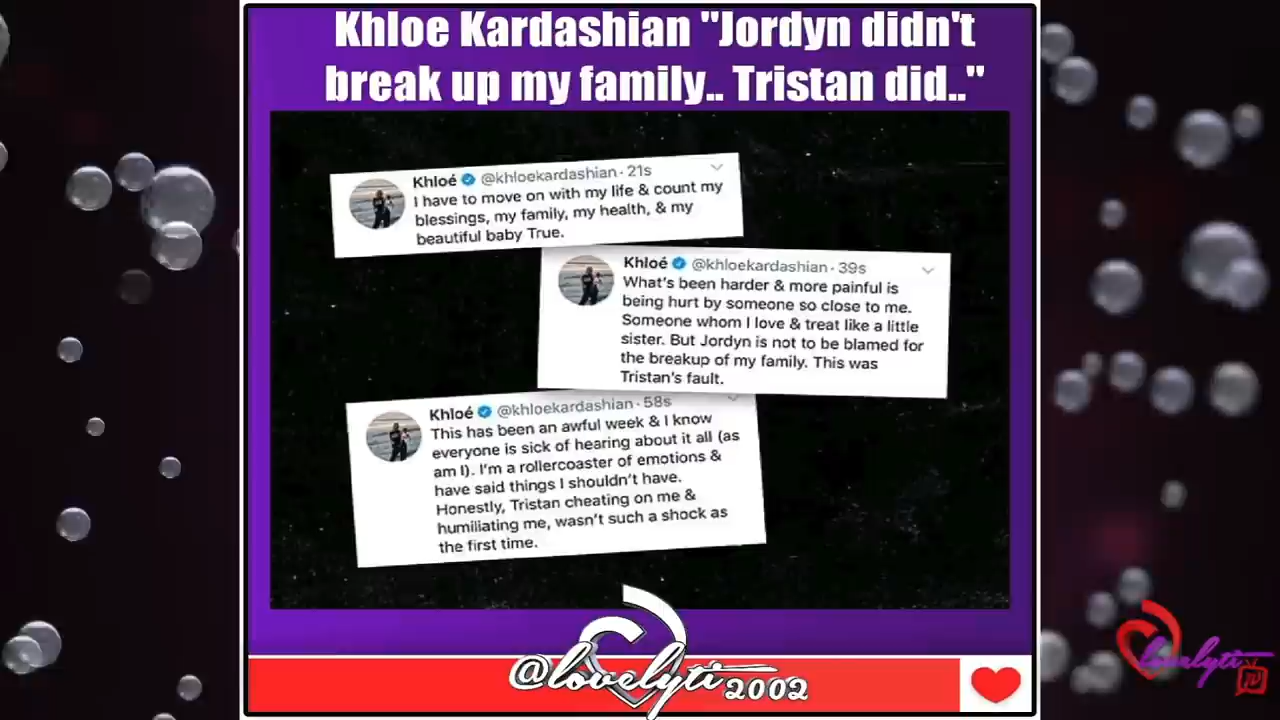 Khloe Kardashian "Jordyn didn't
break up my family.. Tristan did.."
Khloé @khloekardashian · 21s
I have to move on with my life & count my
blessings, my family, my health, & my
beautiful baby True.
Khloé @khloekardashian · 39s
What's been harder & more painful is
being hurt by someone so close to me.
Someone whom I love & treat like a little
sister. But Jordyn is not to be blamed for
the breakup of my family. This was
Tristan's fault.
Khloé @khloekardashian · 58s
This has been an awful week & I know
everyone is sick of hearing about it all (as
am I). I'm a rollercoaster of emotions &
have said things I shouldn't have.
Honestly, Tristan cheating on me &
humiliating me, wasn't such a shock as
the first time.
@lovelyti2002
lovelyti
TV